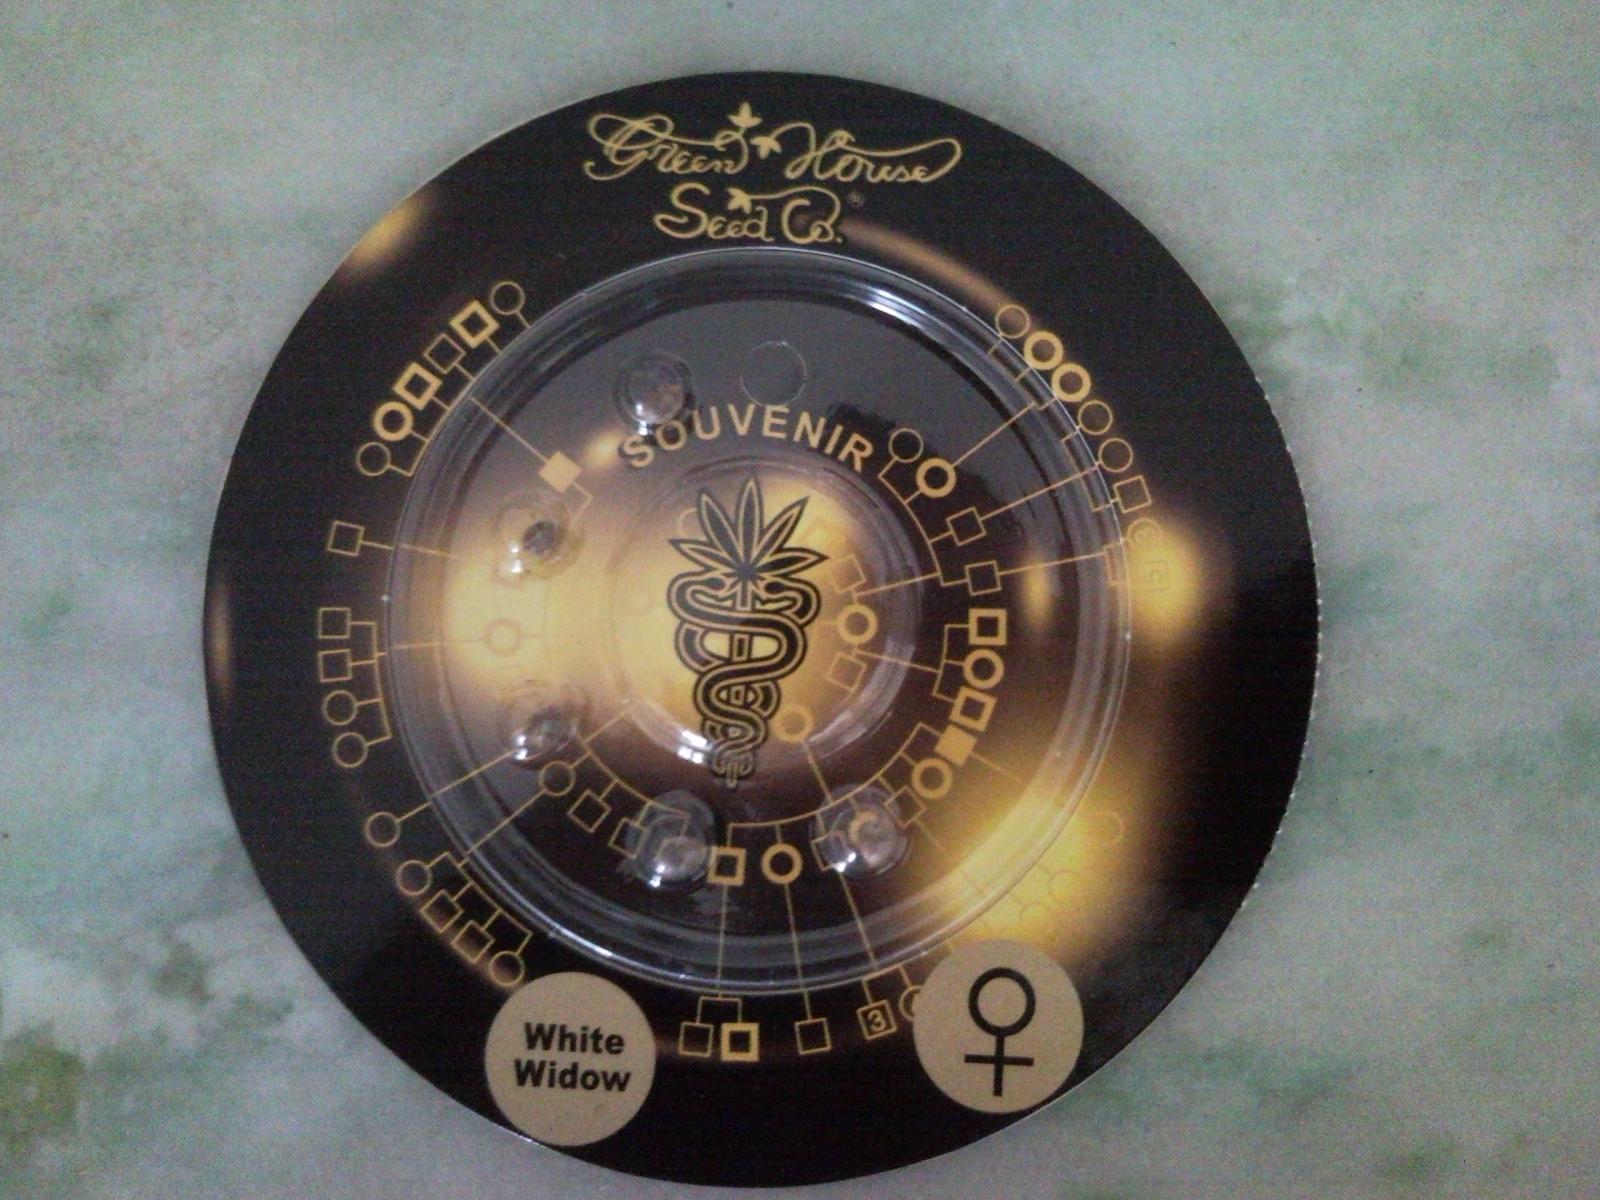 Green House
Seed Co.®
SOUVENIR
3
White
Widow